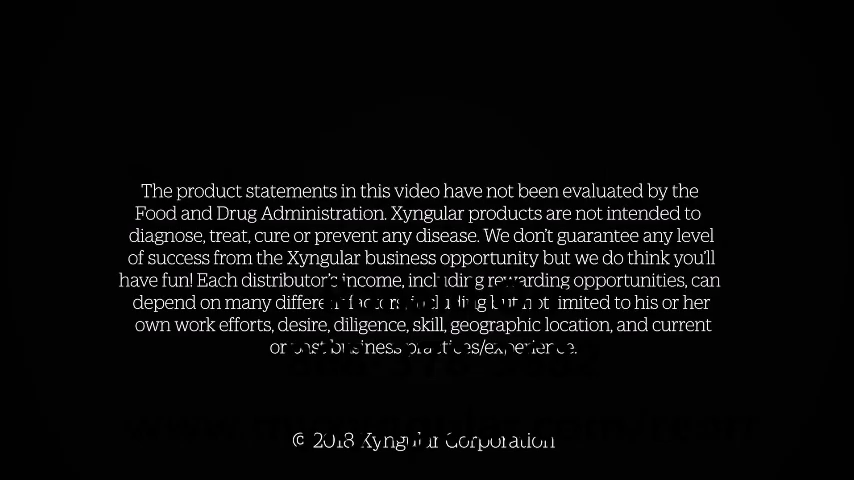 The product statements in this video have not been evaluated by the
Food and Drug Administration. Xyngular products are not intended to
diagnose, treat, cure or prevent any disease. We don't guarantee any level
of success from the Xyngular business opportunity but we do think you'll
have fun! Each distributor's income, including rewarding opportunities, can
depend on many different factors including but not limited to his or her
own work efforts, desire, diligence, skill, geographic location, and current
or past business practices/experience.
© 2018 Xyngular Corporation